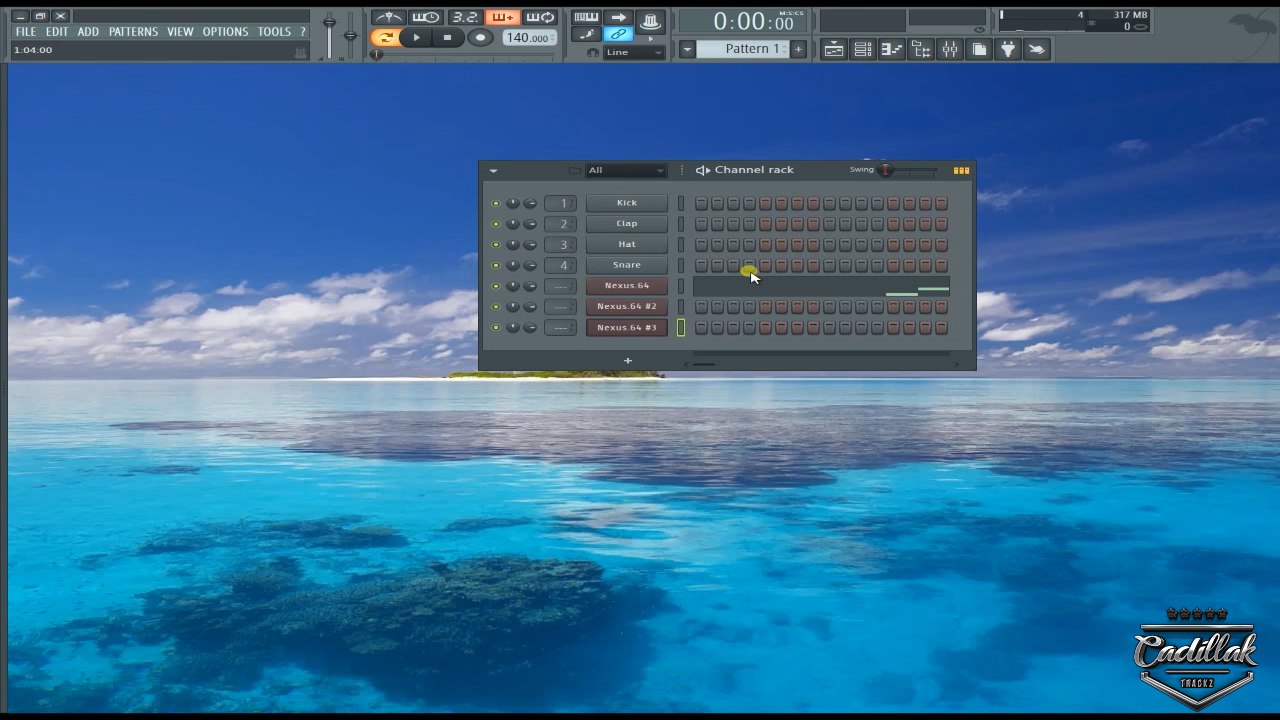 FILE EDIT ADD PATTERNS VIEW OPTIONS TOOLS ?
1:04:00
3.2
140.000
Line
0:00:00
M:S:CS
Pattern 1
4
317 MB
0
All
Channel rack
Swing
1 Kick
2 Clap
3 Hat
4 Snare
--- Nexus.64
--- Nexus.64 #2
--- Nexus.64 #3
+
Cadillak
TRACKZ